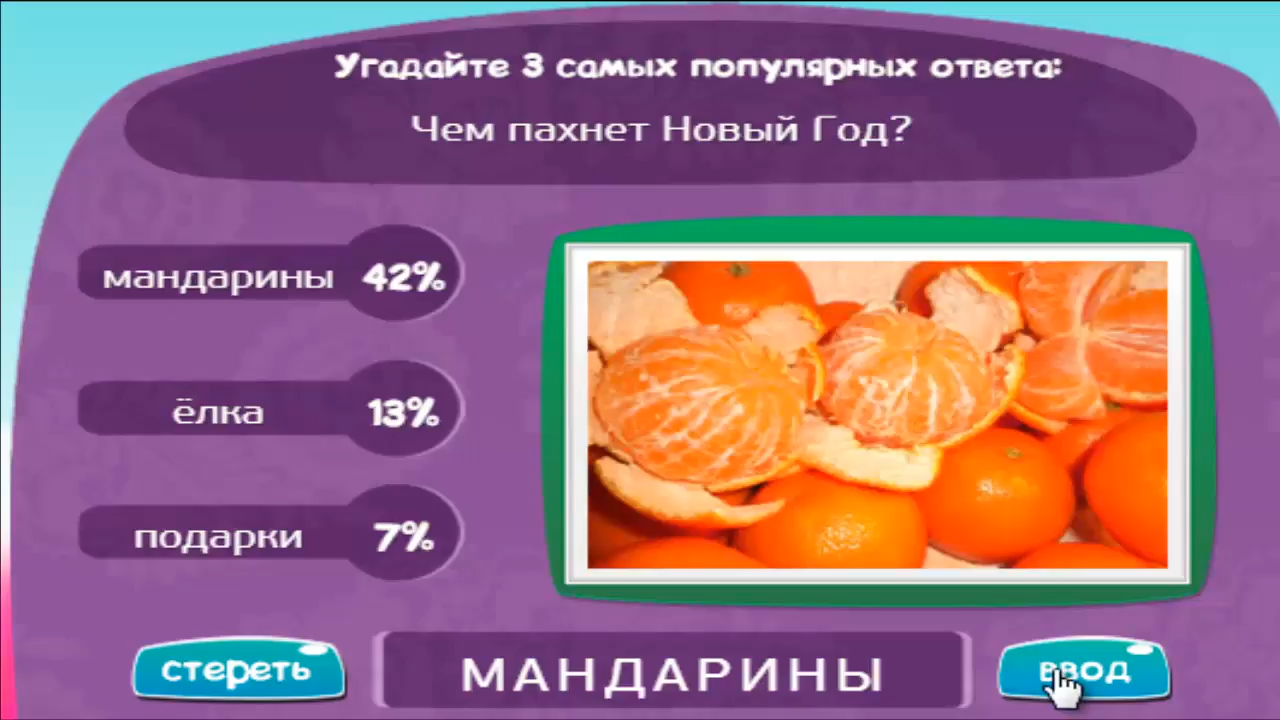 Угадайте 3 самых популярных ответа:
Чем пахнет Новый Год?
мандарины 42%
ёлка 13%
подарки 7%
стереть МАНДАРИНЫ ввод